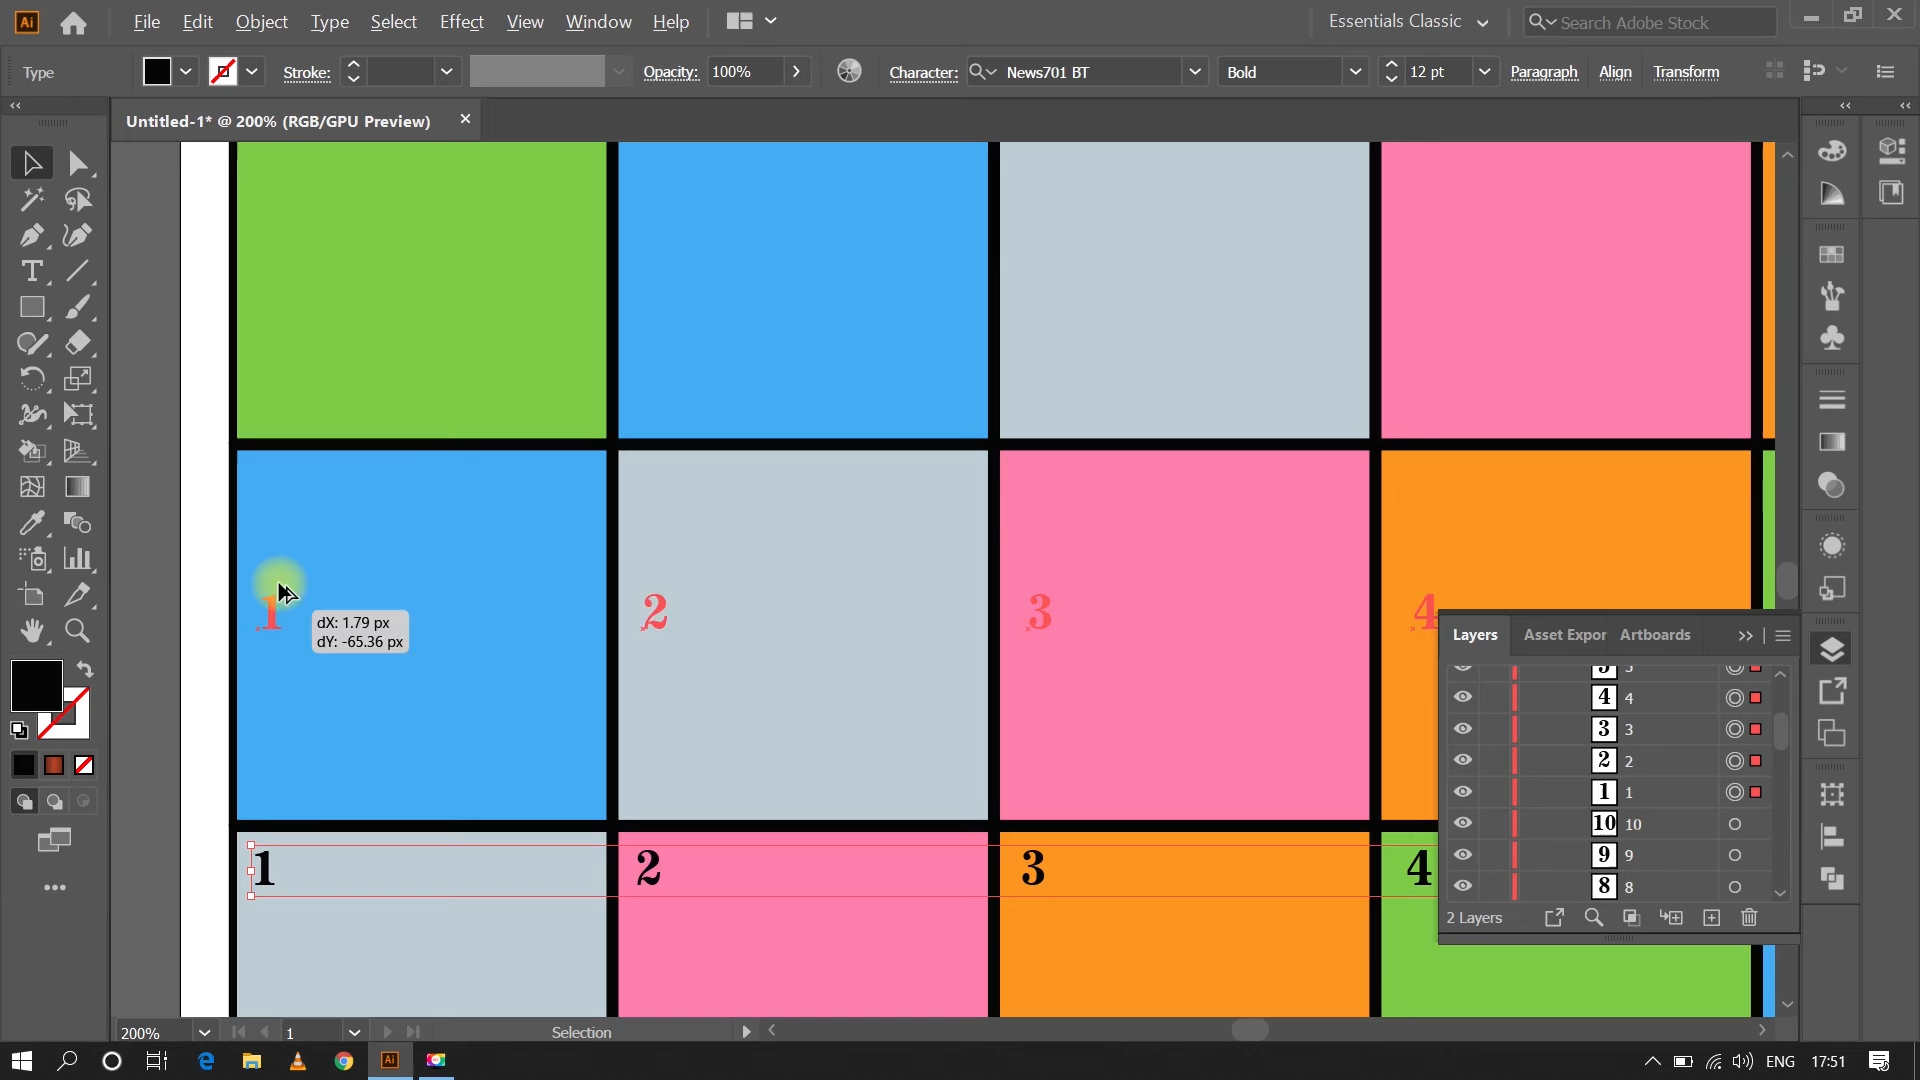 Ai File Edit Object Type Select Effect View Window Help Essentials Classic Search Adobe Stock
Type Stroke: Opacity: 100% Character: News701 BT Bold 12 pt Paragraph Align Transform
Untitled-1* @ 200% (RGB/GPU Preview)
1 2 3 4
dX: 1.79 px
dY: -65.36 px
1 2 3 4
Layers Asset Expor Artboards
4 4
3 3
2 2
1 1
10 10
9 9
8 8
2 Layers
200% 1 Selection
Ai ENG 17:51